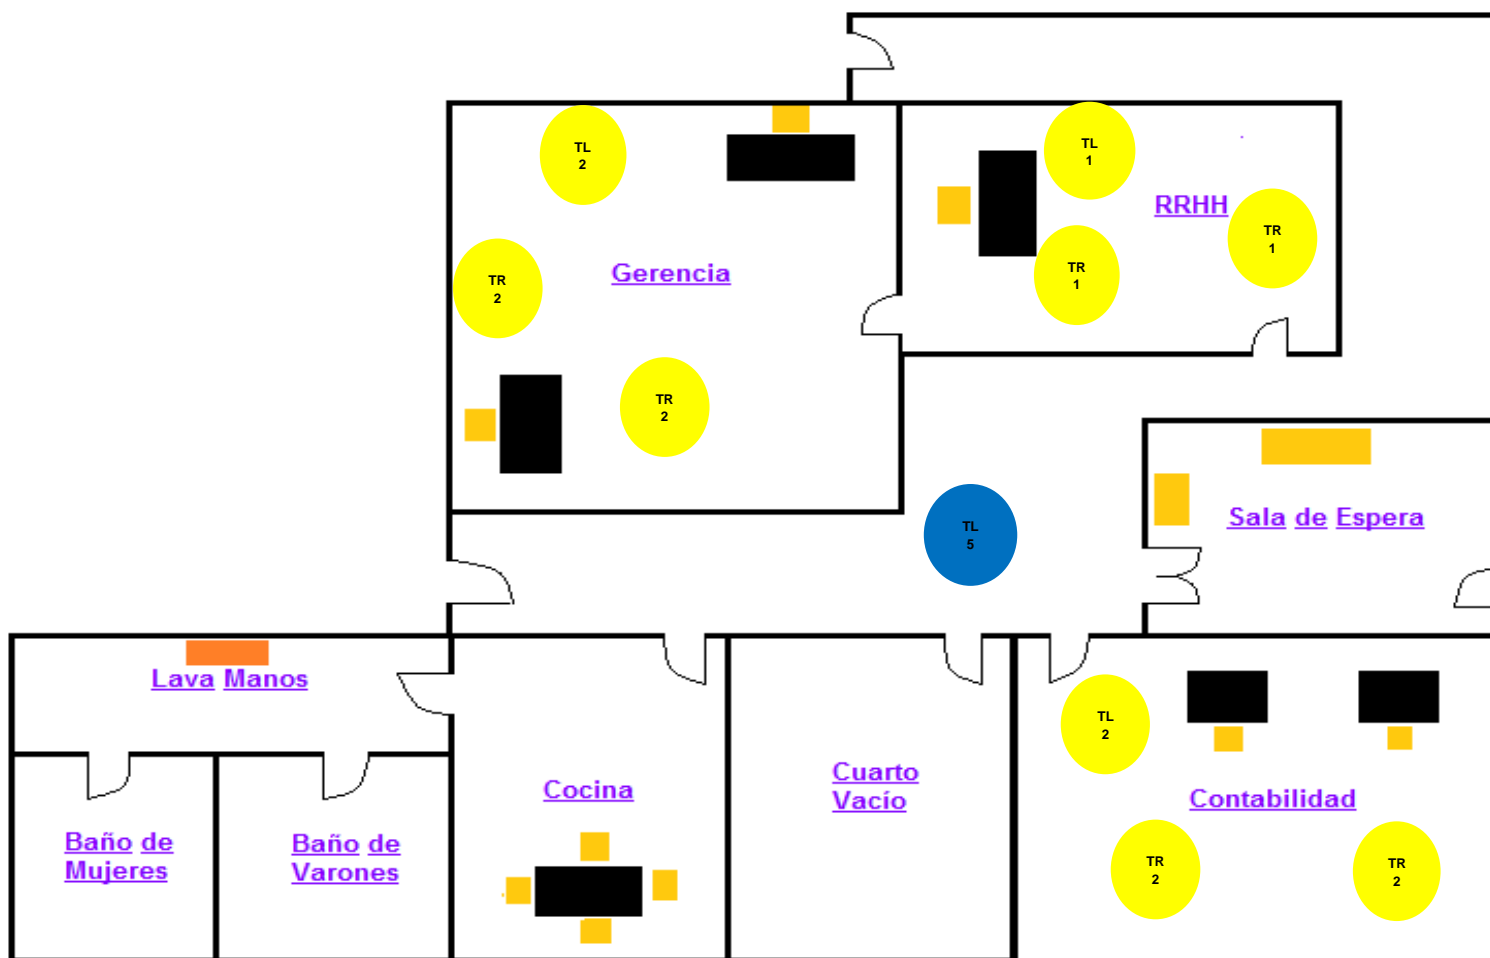 TL
2
TL
1
RRHH
TR
1
TR
2
Gerencia
TR
1
TR
2
TL
5
Sala de Espera
Lava Manos
TL
2
Cocina
Cuarto
Vacío
Contabilidad
Baño de
Mujeres
Baño de
Varones
TR
2
TR
2